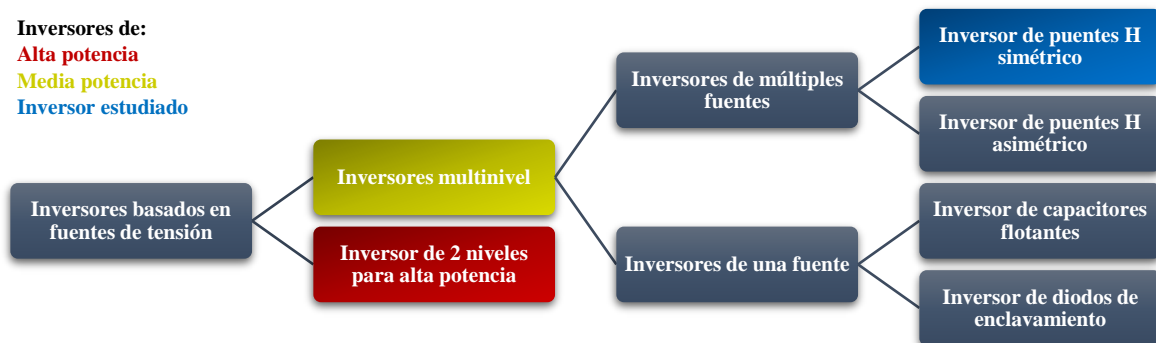 Inversores de:
Alta potencia
Media potencia
Inversor estudiado
Inversores basados en
fuentes de tensión
Inversores multinivel
Inversor de 2 niveles
para alta potencia
Inversores de múltiples
fuentes
Inversores de una fuente
Inversor de puentes H
simétrico
Inversor de puentes H
asimétrico
Inversor de capacitores
flotantes
Inversor de diodos de
enclavamiento